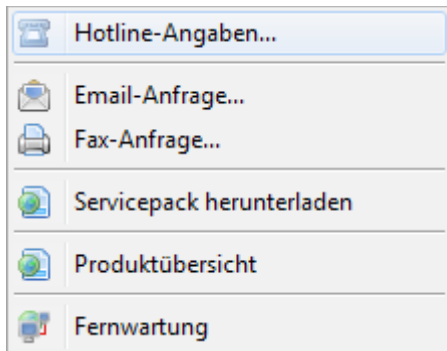 Hotline-Angaben...
Email-Anfrage...
Fax-Anfrage...
Servicepack herunterladen
Produktübersicht
Fernwartung